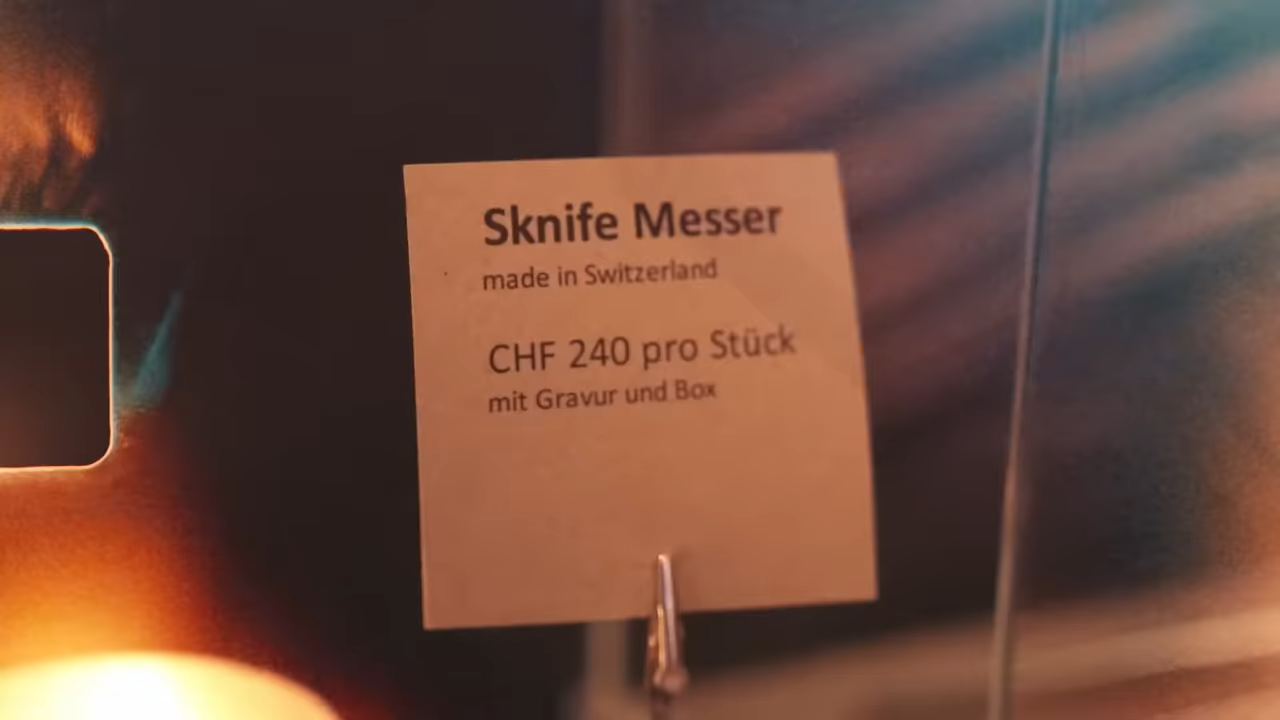 Sknife Messer
made in Switzerland
CHF 240 pro Stück
mit Gravur und Box